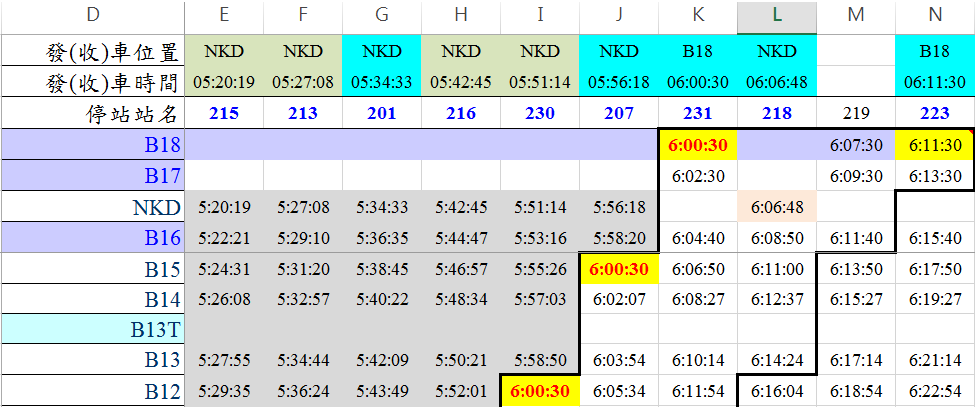 D E F G H I J K L M N
發(收)車位置 NKD NKD NKD NKD NKD NKD B18 NKD B18
發(收)車時間 05:20:19 05:27:08 05:34:33 05:42:45 05:51:14 05:56:18 06:00:30 06:06:48 06:11:30
停站站名 215 213 201 216 230 207 231 218 219 223
B18 6:00:30 6:07:30 6:11:30
B17 6:02:30 6:09:30 6:13:30
NKD 5:20:19 5:27:08 5:34:33 5:42:45 5:51:14 5:56:18 6:06:48
B16 5:22:21 5:29:10 5:36:35 5:44:47 5:53:16 5:58:20 6:04:40 6:08:50 6:11:40 6:15:40
B15 5:24:31 5:31:20 5:38:45 5:46:57 5:55:26 6:00:30 6:06:50 6:11:00 6:13:50 6:17:50
B14 5:26:08 5:32:57 5:40:22 5:48:34 5:57:03 6:02:07 6:08:27 6:12:37 6:15:27 6:19:27
B13T
B13 5:27:55 5:34:44 5:42:09 5:50:21 5:58:50 6:03:54 6:10:14 6:14:24 6:17:14 6:21:14
B12 5:29:35 5:36:24 5:43:49 5:52:01 6:00:30 6:05:34 6:11:54 6:16:04 6:18:54 6:22:54